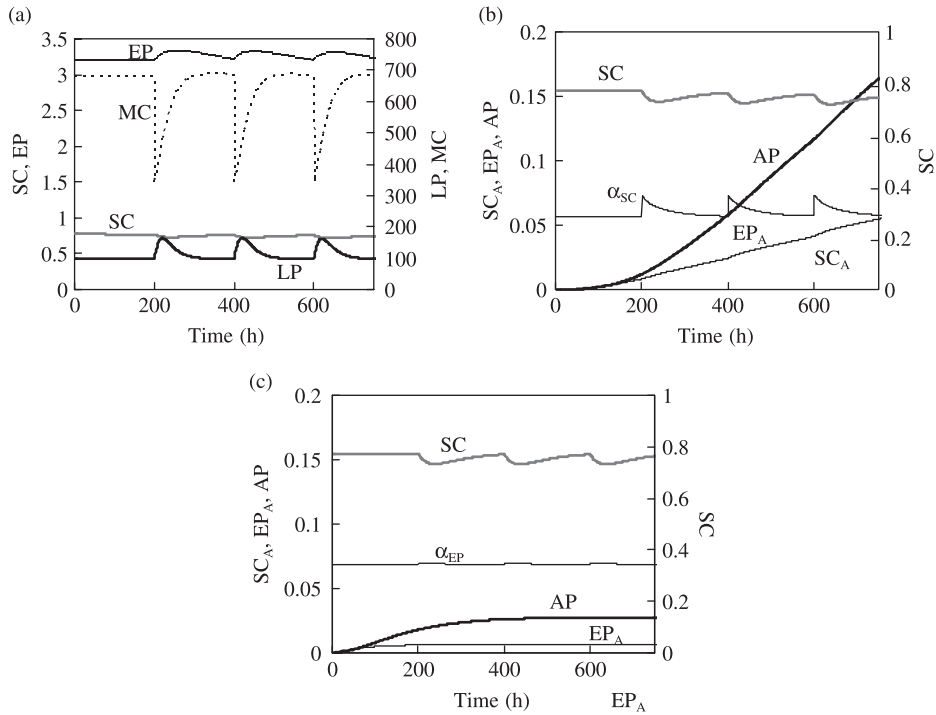 (a)
3.5
3
2.5
2
1.5
1
0.5
0
SC, EP
EP
MC
SC
LP
800
700
600
500
400
300
200
100
0
LP, MC
0 200 400 600
Time (h)
(b)
0.2
0.15
0.1
0.05
0
SC_A, EP_A, AP
SC
AP
α_SC
EP_A
SC_A
1
0.8
0.6
0.4
0.2
0
SC
0 200 400 600
Time (h)
(c)
0.2
0.15
0.1
0.05
0
SC_A, EP_A, AP
SC
α_EP
AP
EP_A
1
0.8
0.6
0.4
0.2
0
SC
0 200 400 600
Time (h) EP_A